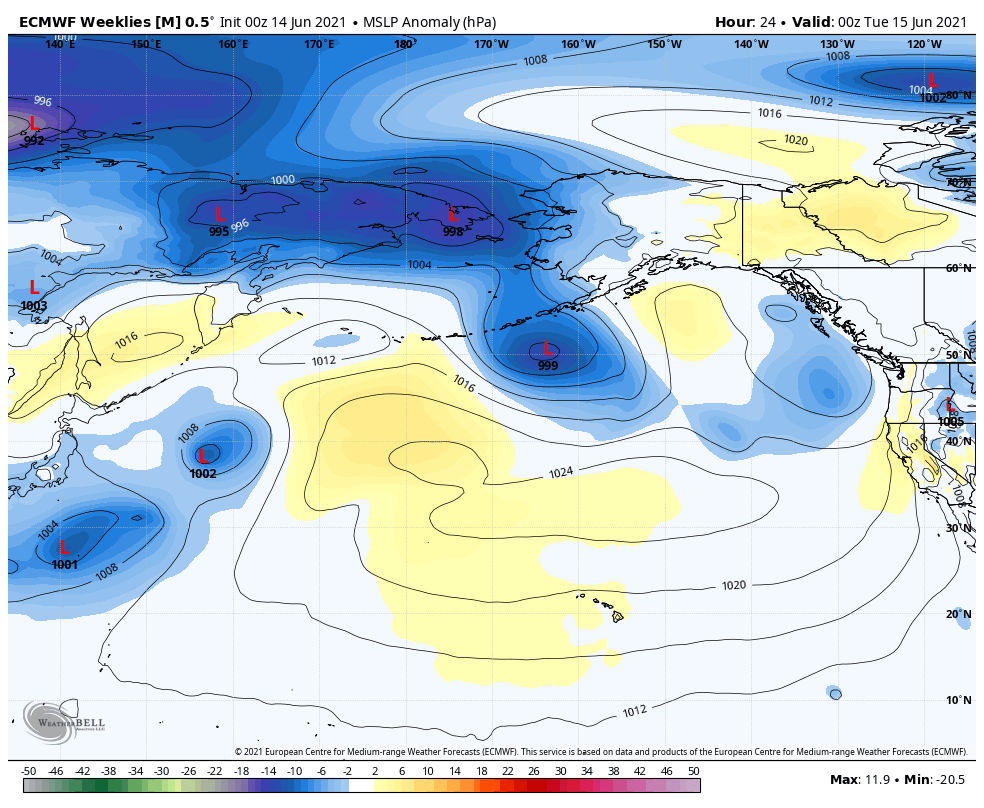 ECMWF Weeklies [M] 0.5° Init 00z 14 Jun 2021 • MSLP Anomaly (hPa)
Hour: 24 • Valid: 00z Tue 15 Jun 2021
140°E 150°E 160°E 170°E 180° 170°W 160°W 150°W 140°W 130°W 120°W
1000
1008
1008
L
1004
1002
80°N
996
1012
1016
L
992
1020
1000
70°N
L
995
996
L
998
1004
1004
60°N
L
1003
1016
1012
L
999
50°N
1008
1016
L
1005
1008
1016
40°N
L
1002
1024
1008
1004
30°N
L
1001
1008
1020
20°N
10°N
1012
WEATHERBELL
ANALYTICS LLC
© 2021 European Centre for Medium-range Weather Forecasts (ECMWF). This service is based on data and products of the European Centre for Medium-range Weather Forecasts (ECMWF).
-50 -46 -42 -38 -34 -30 -26 -22 -18 -14 -10 -6 -2 2 6 10 14 18 22 26 30 34 38 42 46 50
Max: 11.9 • Min: -20.5